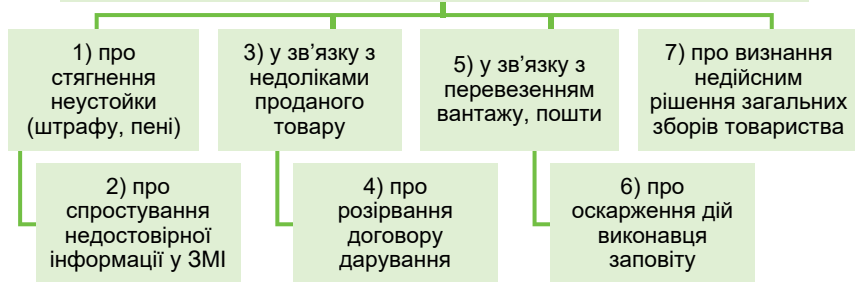 1) про
стягнення
неустойки
(штрафу, пені)
2) про
спростування
недостовірної
інформації у ЗМІ
3) у зв’язку з
недоліками
проданого
товару
4) про
розірвання
договору
дарування
5) у зв’язку з
перевезенням
вантажу, пошти
6) про
оскарження дій
виконавця
заповіту
7) про визнання
недійсним
рішення загальних
зборів товариства